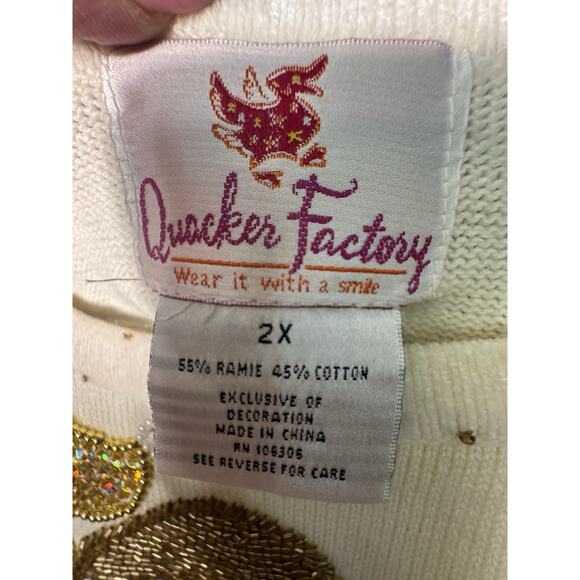 Quacker Factory
Wear it with a smile
2X
55% RAMIE 45% COTTON
EXCLUSIVE OF
DECORATION
MADE IN CHINA
RN 106306
SEE REVERSE FOR CARE